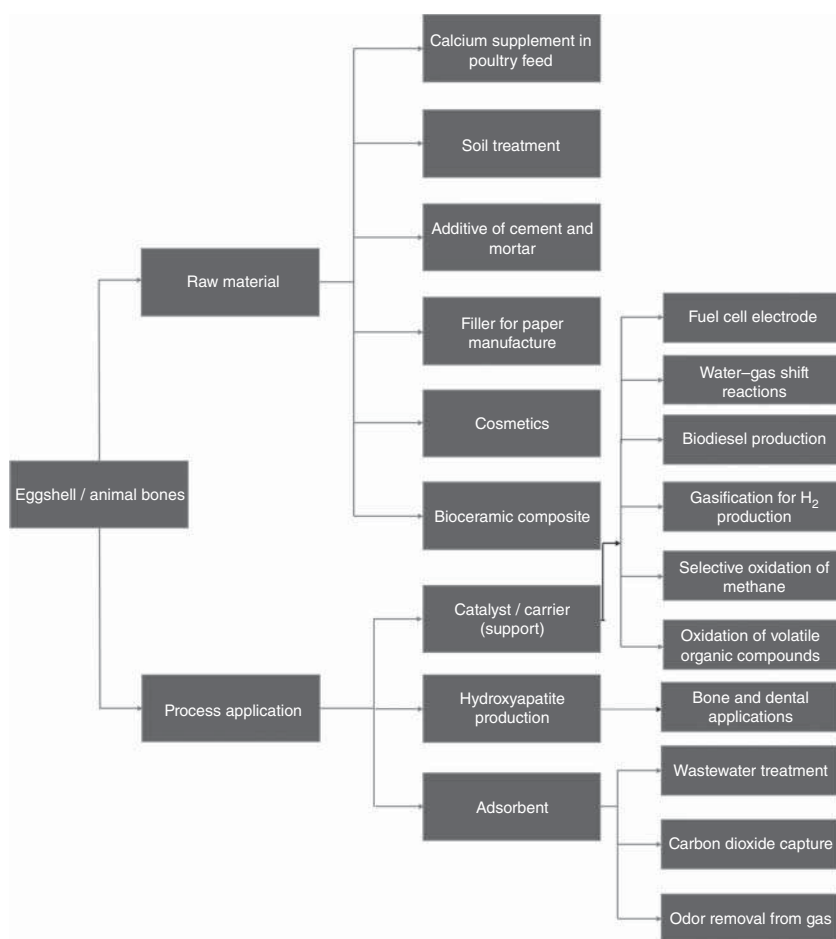 Calcium supplement in
poultry feed
Soil treatment
Additive of cement and
mortar
Raw material
Filler for paper
manufacture
Fuel cell electrode
Water–gas shift
reactions
Cosmetics
Biodiesel production
Eggshell / animal bones
Gasification for H₂
production
Bioceramic composite
Selective oxidation of
methane
Catalyst / carrier
(support)
Oxidation of volatile
organic compounds
Process application
Hydroxyapatite
production
Bone and dental
applications
Wastewater treatment
Adsorbent
Carbon dioxide capture
Odor removal from gas